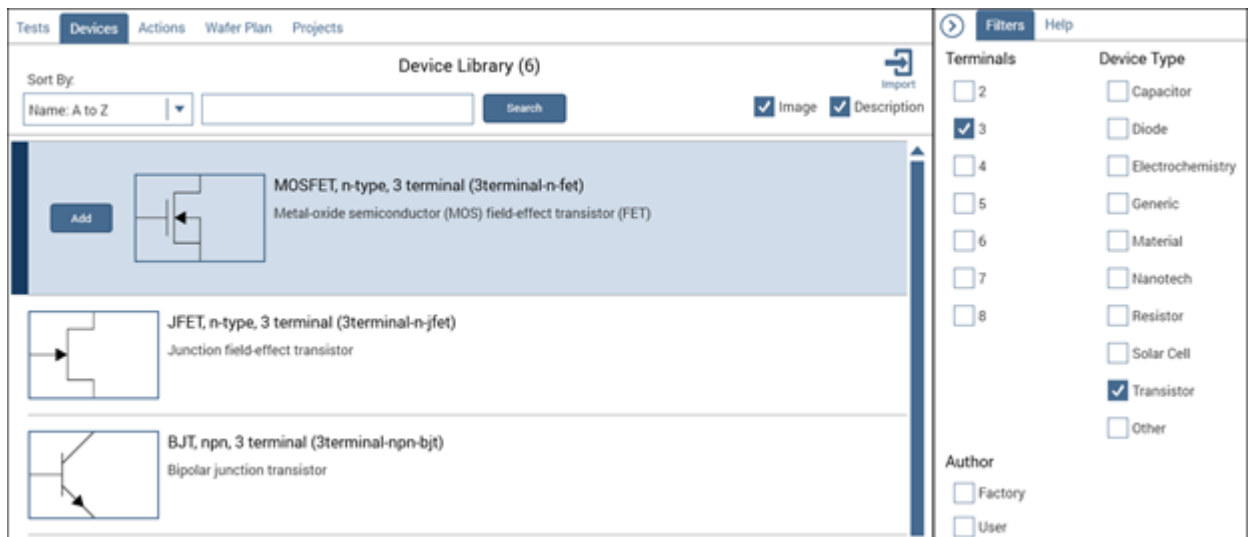 Tests Devices Actions Wafer Plan Projects
Device Library (6)
Import
Sort By:
Name: A to Z
Search
Image Description
Add
MOSFET, n-type, 3 terminal (3terminal-n-fet)
Metal-oxide semiconductor (MOS) field-effect transistor (FET)
JFET, n-type, 3 terminal (3terminal-n-jfet)
Junction field-effect transistor
BJT, npn, 3 terminal (3terminal-npn-bjt)
Bipolar junction transistor
Filters Help
Terminals
2
3
4
5
6
7
8
Device Type
Capacitor
Diode
Electrochemistry
Generic
Material
Nanotech
Resistor
Solar Cell
Transistor
Other
Author
Factory
User